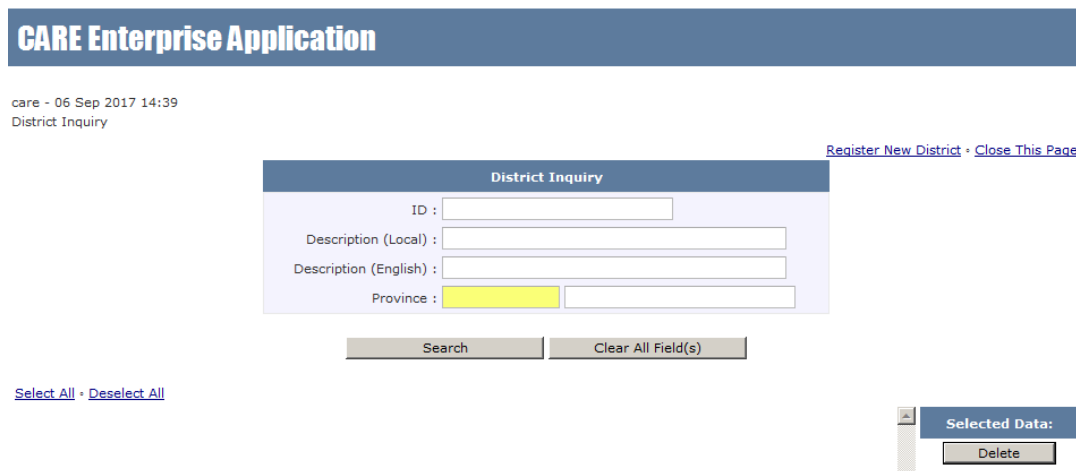 CARE Enterprise Application
care - 06 Sep 2017 14:39
District Inquiry
Register New District ◦ Close This Page
District Inquiry
ID :
Description (Local) :
Description (English) :
Province :
Search Clear All Field(s)
Select All ◦ Deselect All
Selected Data:
Delete